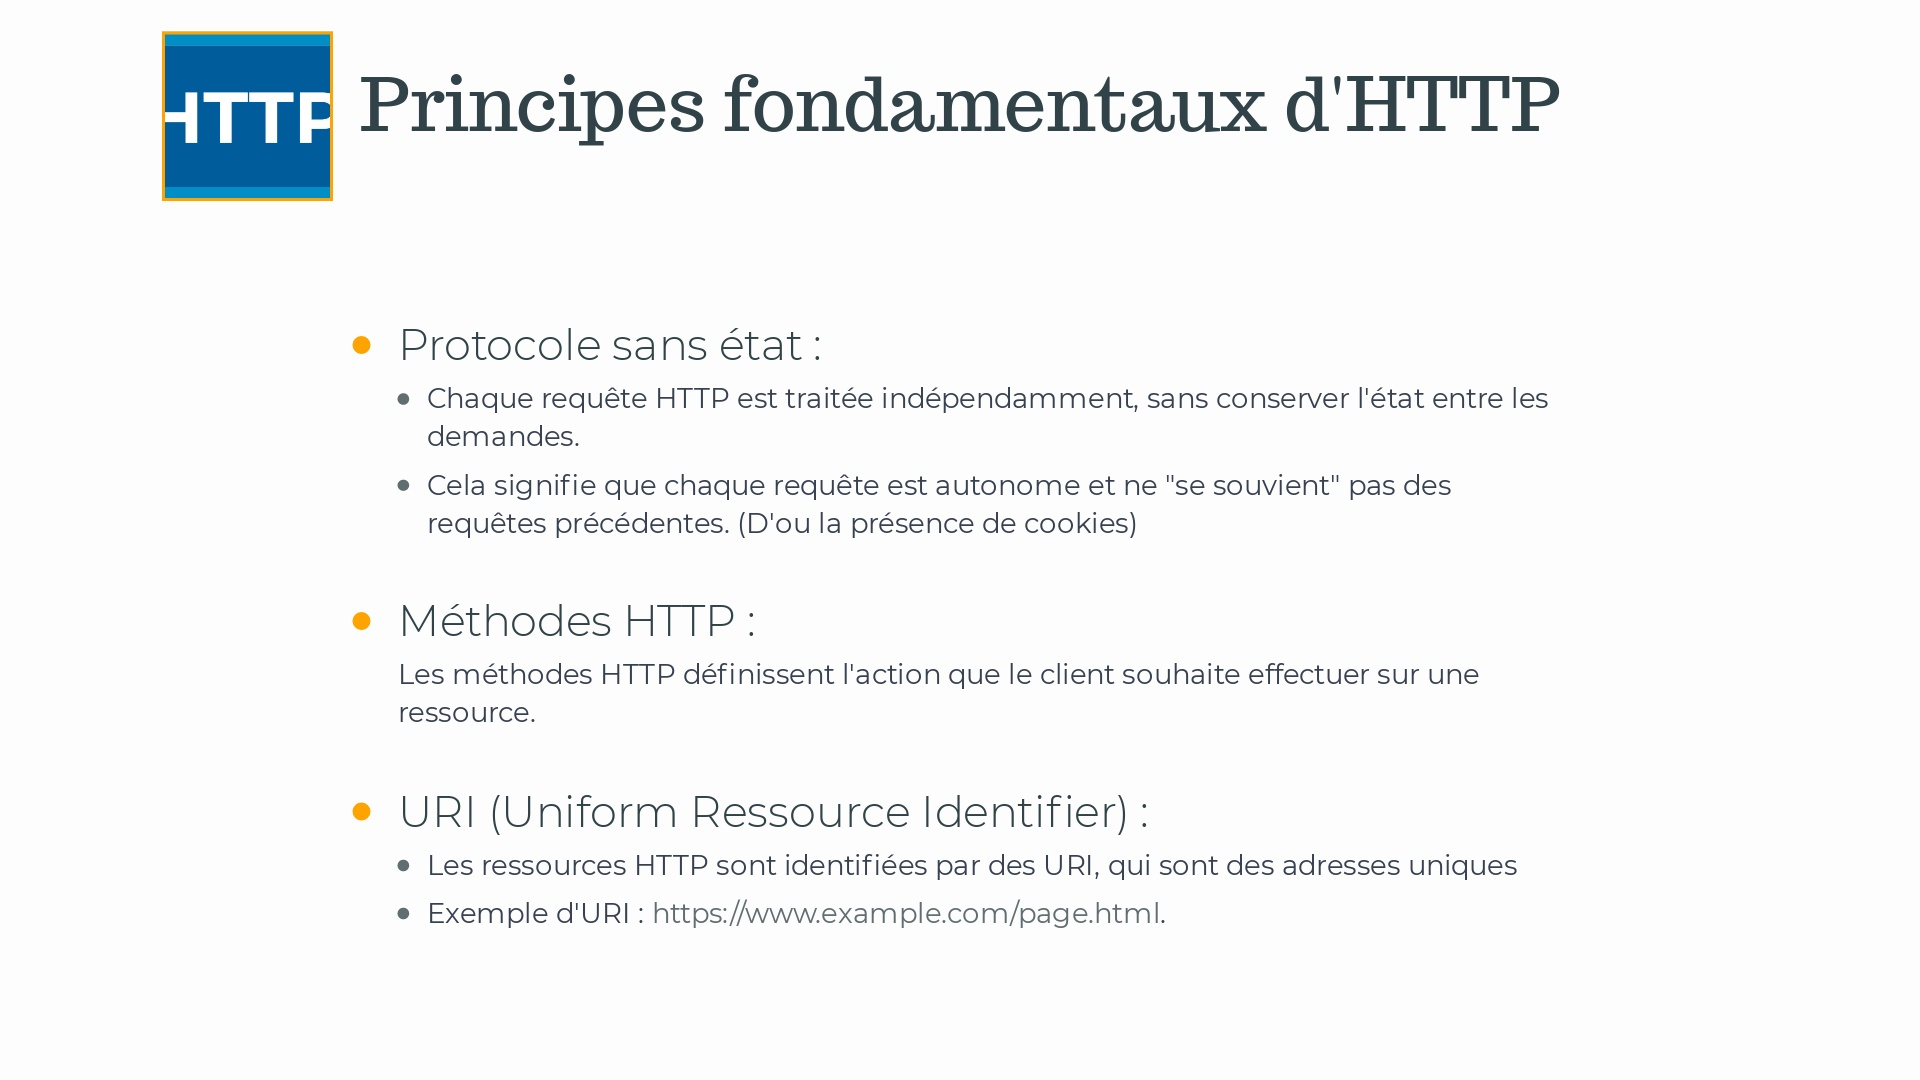 HTTP
Principes fondamentaux d'HTTP
Protocole sans état :
Chaque requête HTTP est traitée indépendamment, sans conserver l'état entre les
demandes.
Cela signifie que chaque requête est autonome et ne "se souvient" pas des
requêtes précédentes. (D'ou la présence de cookies)
Méthodes HTTP :
Les méthodes HTTP définissent l'action que le client souhaite effectuer sur une
ressource.
URI (Uniform Ressource Identifier) :
Les ressources HTTP sont identifiées par des URI, qui sont des adresses uniques
Exemple d'URI : https://www.example.com/page.html.